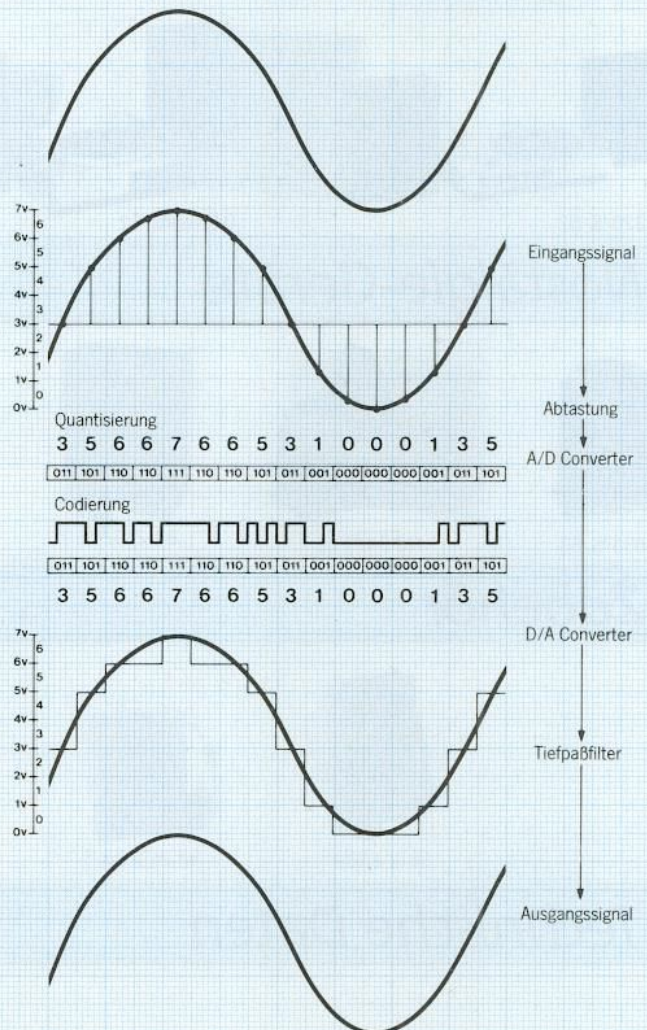 7v
6
6v
5
5v
4
4v
3
3v
2
2v
1
1v
0
0v
Eingangssignal
Abtastung
Quantisierung
A/D Converter
3 5 6 6 7 6 6 5 3 1 0 0 0 1 3 5
011 101 110 110 111 110 110 101 011 001 000 000 000 001 011 101
Codierung
011 101 110 110 111 110 110 101 011 001 000 000 000 001 011 101
3 5 6 6 7 6 6 5 3 1 0 0 0 1 3 5
D/A Converter
7v
6
6v
5
5v
4
4v
3
3v
2
2v
1
1v
0
0v
Tiefpaßfilter
Ausgangssignal